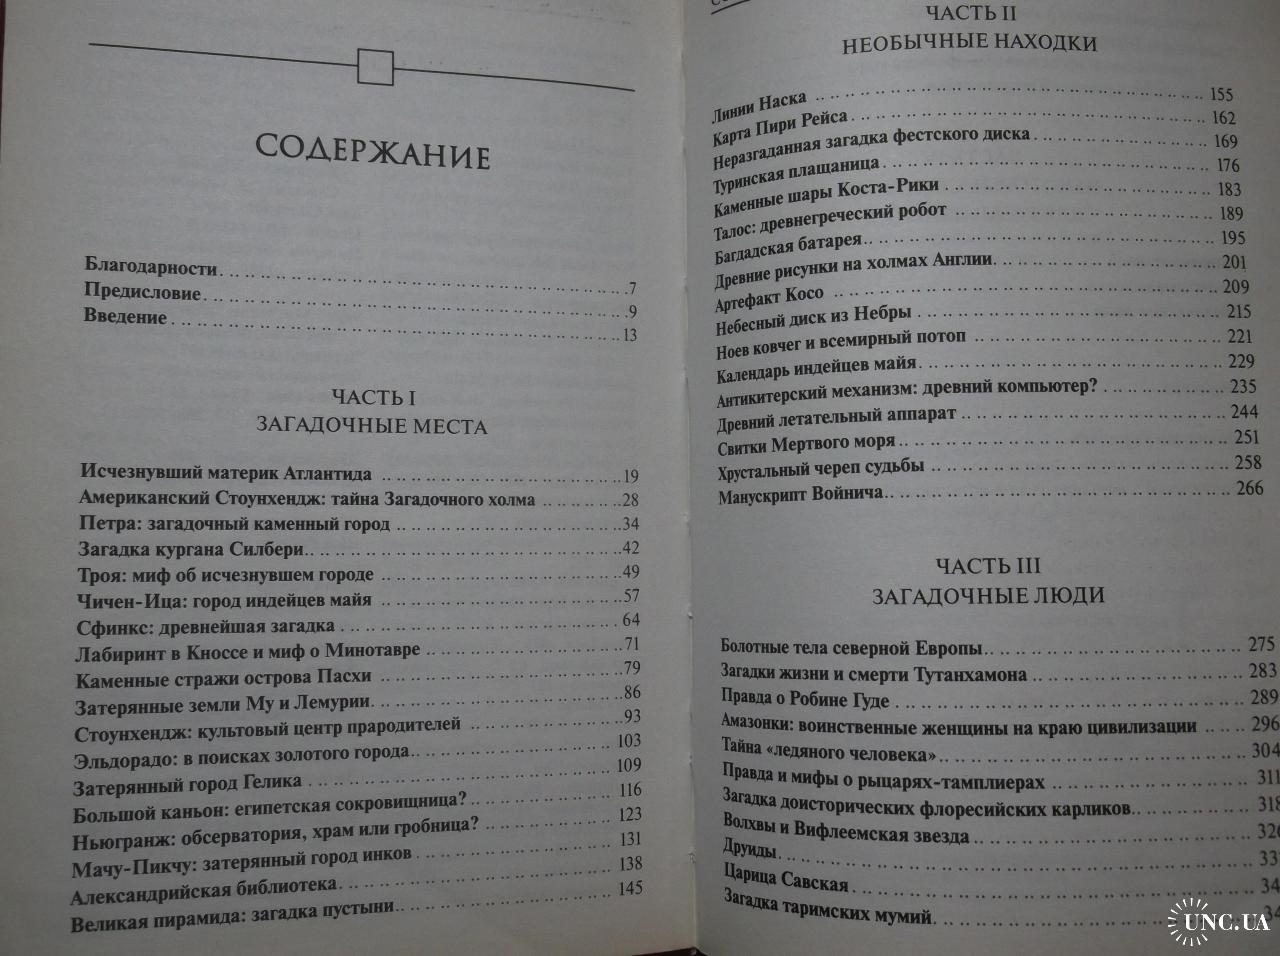 СОДЕРЖАНИЕ
Благодарности 7
Предисловие 9
Введение 13
ЧАСТЬ I
ЗАГАДОЧНЫЕ МЕСТА
Исчезнувший материк Атлантида 19
Американский Стоунхендж: тайна Загадочного холма 28
Петра: загадочный каменный город 34
Загадка кургана Силбери 42
Троя: миф об исчезнувшем городе 49
Чичен-Ица: город индейцев майя 57
Сфинкс: древнейшая загадка 64
Лабиринт в Кноссе и миф о Минотавре 71
Каменные стражи острова Пасхи 79
Затерянные земли Му и Лемурии 86
Стоунхендж: культовый центр прародителей 93
Эльдорадо: в поисках золотого города 103
Затерянный город Гелика 109
Большой каньон: египетская сокровищница? 116
Ньюгранж: обсерватория, храм или гробница? 123
Мачу-Пикчу: затерянный город инков 131
Александрийская библиотека 138
Великая пирамида: загадка пустыни 145
ЧАСТЬ II
НЕОБЫЧНЫЕ НАХОДКИ
Линии Наска 155
Карта Пири Рейса 162
Неразгаданная загадка фестского диска 169
Туринская плащаница 176
Каменные шары Коста-Рики 183
Талос: древнегреческий робот 189
Багдадская батарея 195
Древние рисунки на холмах Англии 201
Артефакт Косо 209
Небесный диск из Небры 215
Ноев ковчег и всемирный потоп 221
Календарь индейцев майя 229
Антикитерский механизм: древний компьютер? 235
Древний летательный аппарат 244
Свитки Мертвого моря 251
Хрустальный череп судьбы 258
Манускрипт Войнича 266
ЧАСТЬ III
ЗАГАДОЧНЫЕ ЛЮДИ
Болотные тела северной Европы 275
Загадки жизни и смерти Тутанхамона 283
Правда о Робине Гуде 289
Амазонки: воинственные женщины на краю цивилизации 296
Тайна «ледяного человека» 304
Правда и мифы о рыцарях-тамплиерах 311
Загадка доисторических флоресийских карликов 318
Волхвы и Вифлеемская звезда 326
Друиды
Царица Савская
Загадка таримских мумий
UNC.UA